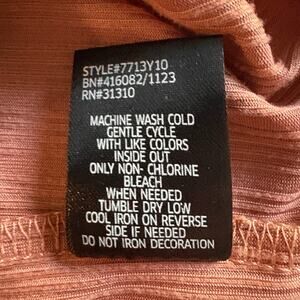 STYLE#7713Y10
BN#416082/1123
RN#31310
MACHINE WASH COLD
GENTLE CYCLE
WITH LIKE COLORS
INSIDE OUT
ONLY NON- CHLORINE
BLEACH
WHEN NEEDED
TUMBLE DRY LOW
COOL IRON ON REVERSE
SIDE IF NEEDED
DO NOT IRON DECORATION